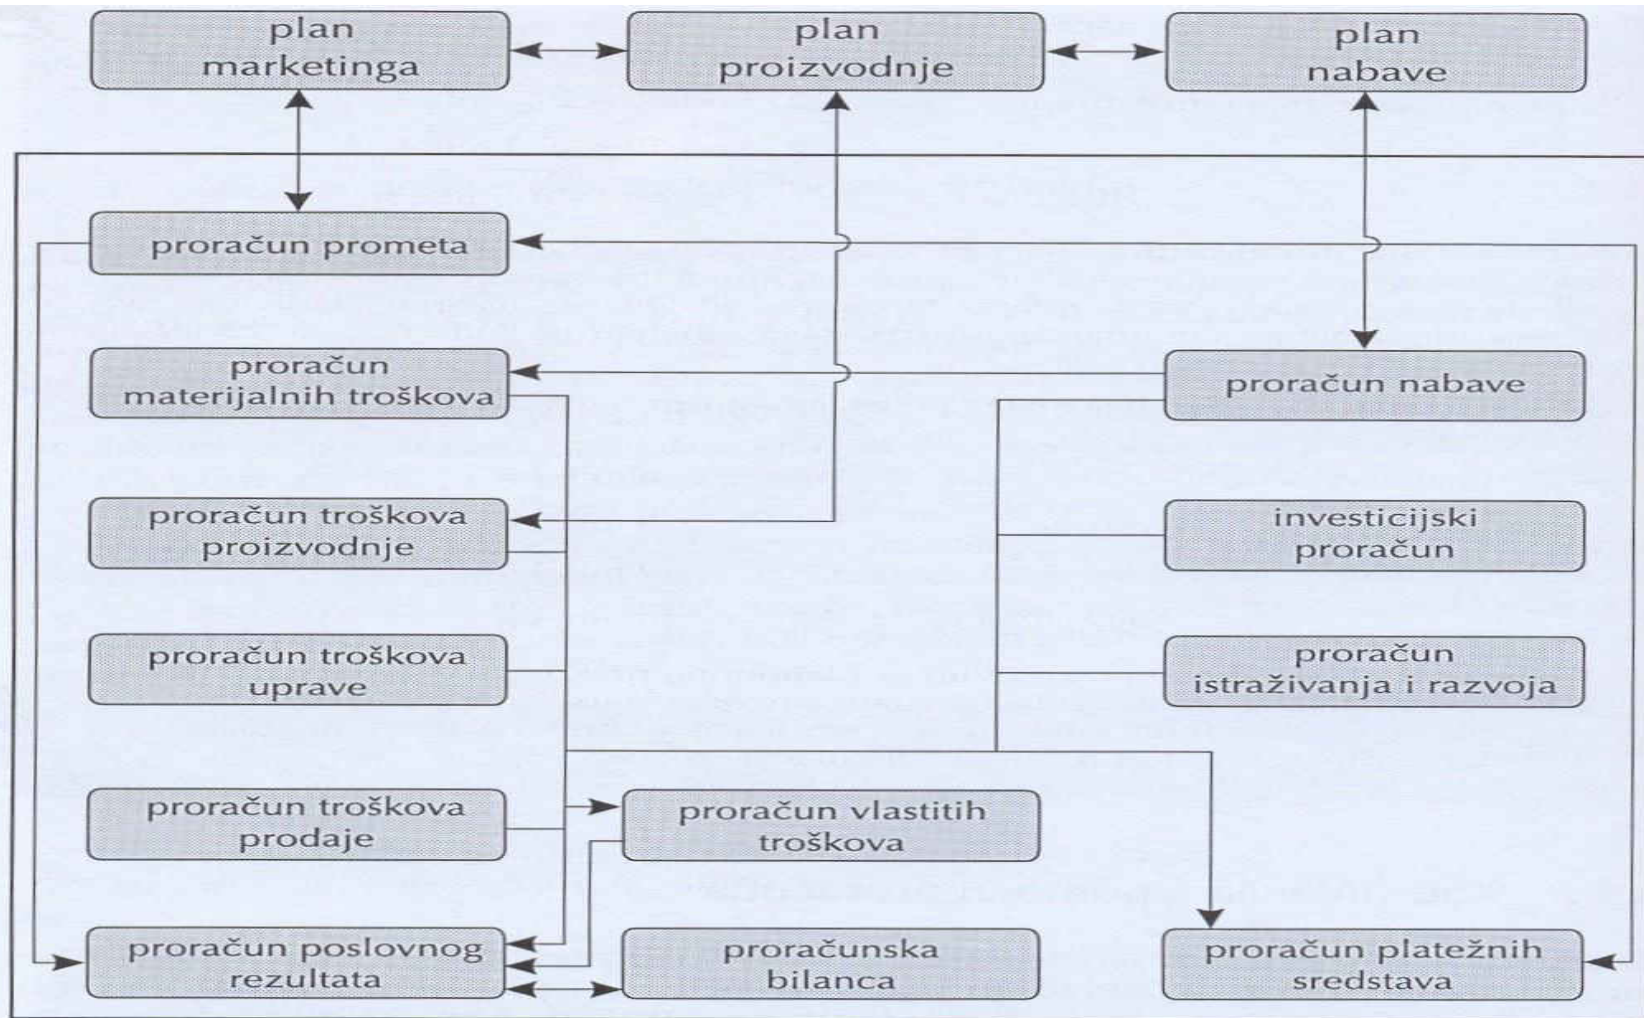 plan
marketinga
plan
proizvodnje
plan
nabave
proračun prometa
proračun
materijalnih troškova
proračun nabave
proračun troškova
proizvodnje
investicijski
proračun
proračun troškova
uprave
proračun
istraživanja i razvoja
proračun troškova
prodaje
proračun vlastitih
troškova
proračun poslovnog
rezultata
proračunska
bilanca
proračun platežnih
sredstava